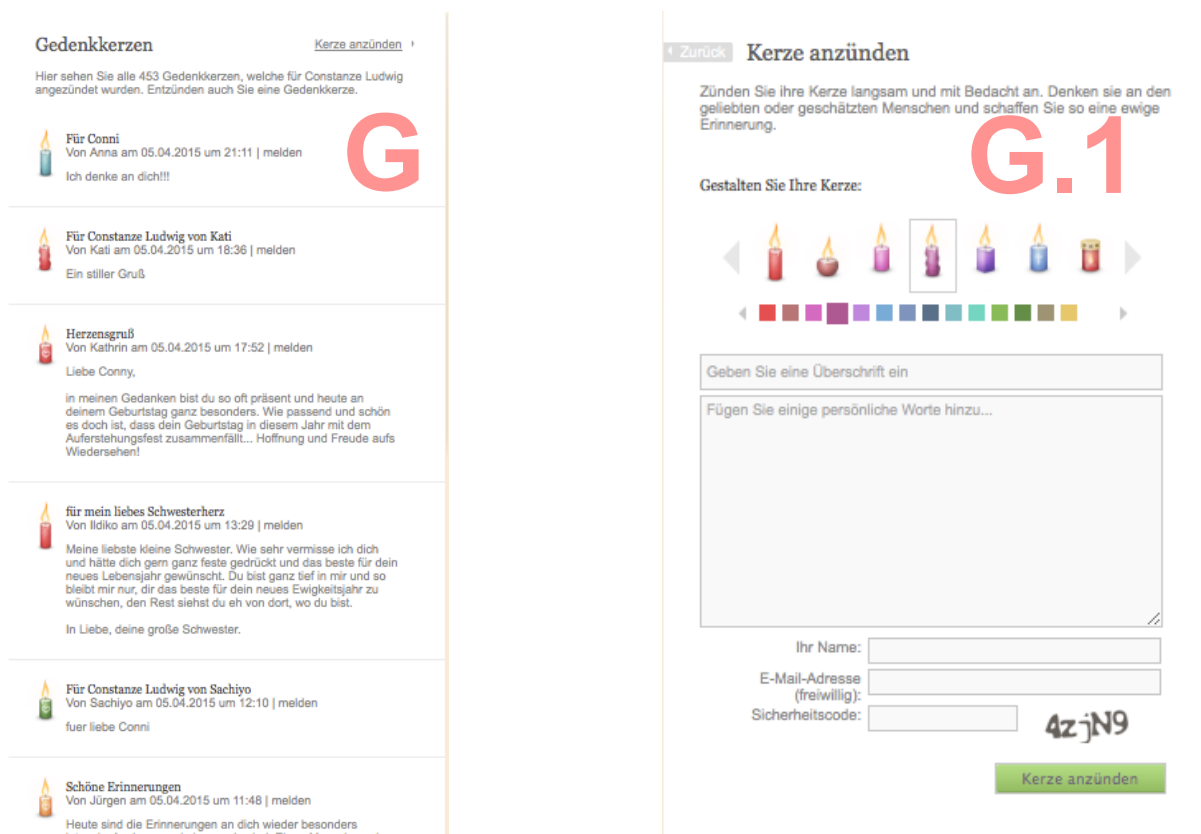 Gedenkkerzen
Kerze anzünden
Hier sehen Sie alle 453 Gedenkkerzen, welche für Constanze Ludwig
angezündet wurden. Entzünden auch Sie eine Gedenkkerze.
G
Für Conni
Von Anna am 05.04.2015 um 21:11 | melden
Ich denke an dich!!!
Für Constanze Ludwig von Kati
Von Kati am 05.04.2015 um 18:36 | melden
Ein stiller Gruß
Herzensgruß
Von Kathrin am 05.04.2015 um 17:52 | melden
Liebe Conny,
in meinen Gedanken bist du so oft präsent und heute an
deinem Geburtstag ganz besonders. Wie passend und schön
es doch ist, dass dein Geburtstag in diesem Jahr mit dem
Auferstehungsfest zusammenfällt... Hoffnung und Freude aufs
Wiedersehen!
für mein liebes Schwesterherz
Von Ildiko am 05.04.2015 um 13:29 | melden
Meine liebste kleine Schwester. Wie sehr vermisse ich dich
und hätte dich gern ganz feste gedrückt und das beste für dein
neues Lebensjahr gewünscht. Du bist ganz tief in mir und so
bleibt mir nur, dir das beste für dein neues Ewigkeitsjahr zu
wünschen, den Rest siehst du eh von dort, wo du bist.
In Liebe, deine große Schwester.
Für Constanze Ludwig von Sachiyo
Von Sachiyo am 05.04.2015 um 12:10 | melden
fuer liebe Conni
Schöne Erinnerungen
Von Jürgen am 05.04.2015 um 11:48 | melden
Heute sind die Erinnerungen an dich wieder besonders
Zurück
Kerze anzünden
Zünden Sie ihre Kerze langsam und mit Bedacht an. Denken sie an den
geliebten oder geschätzten Menschen und schaffen Sie so eine ewige
Erinnerung.
G.1
Gestalten Sie Ihre Kerze:
Geben Sie eine Überschrift ein
Fügen Sie einige persönliche Worte hinzu...
Ihr Name:
E-Mail-Adresse
(freiwillig):
Sicherheitscode:
4zjN9
Kerze anzünden